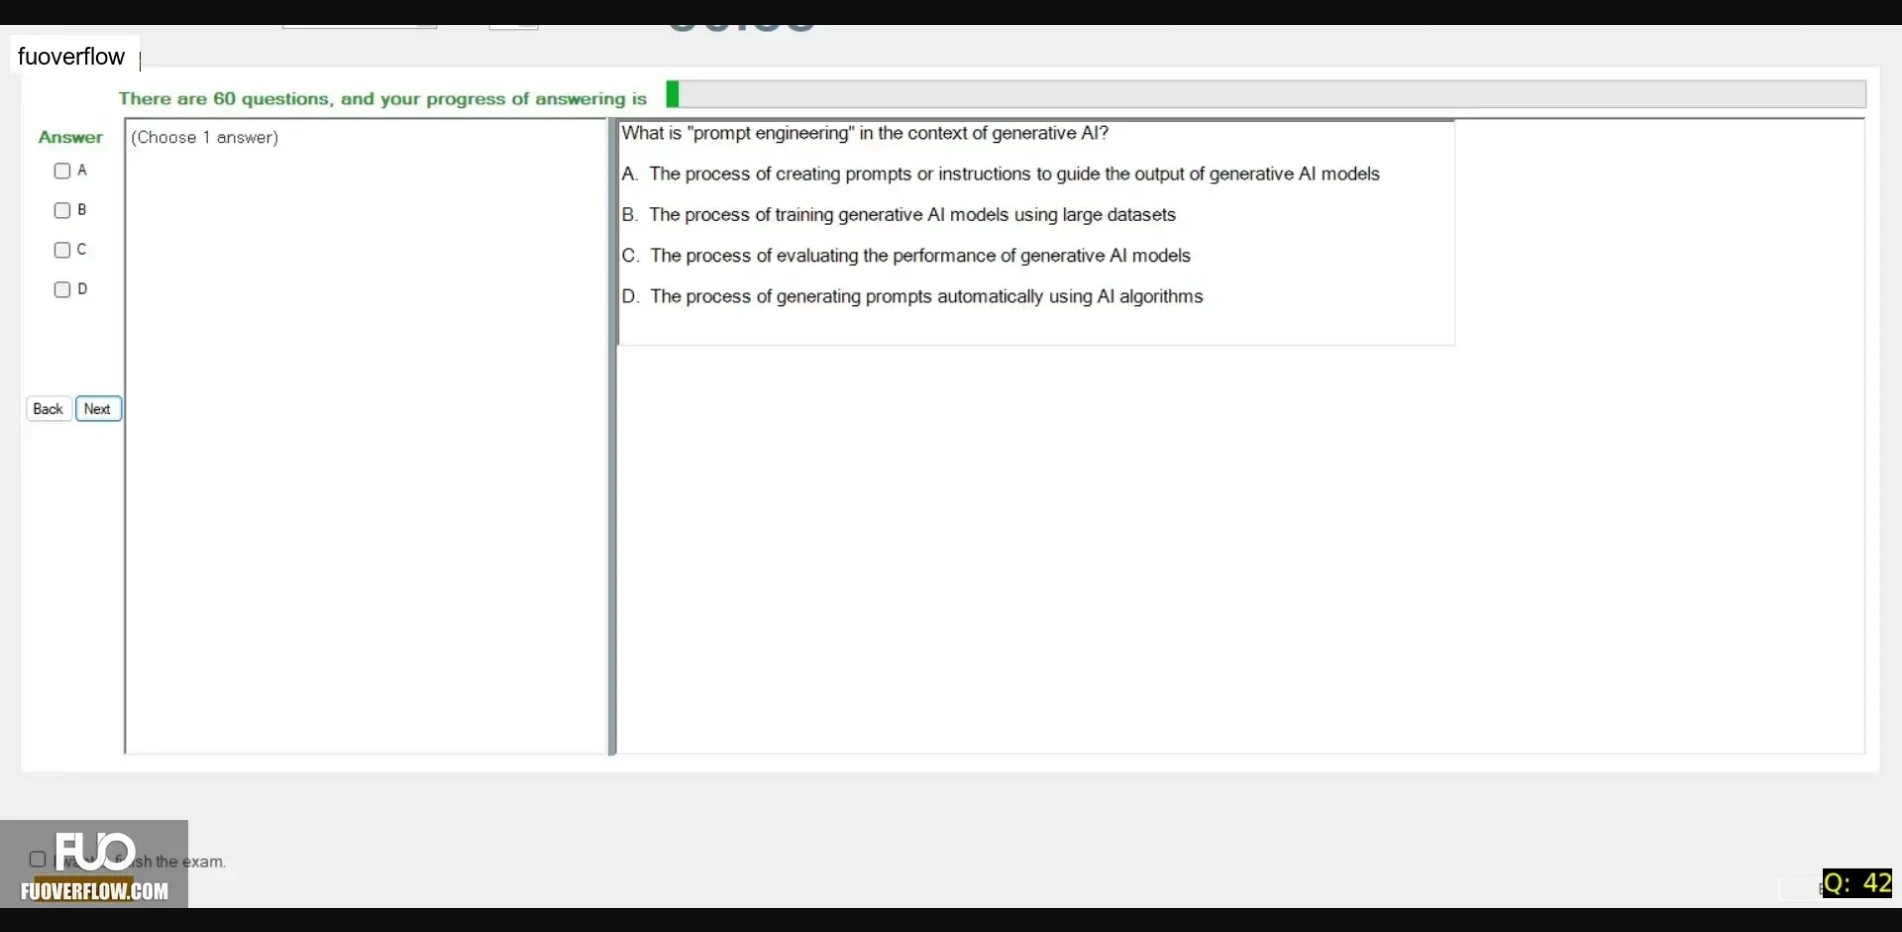 fuoverflow
There are 60 questions, and your progress of answering is
Answer
(Choose 1 answer)
A
B
C
D
Back
Next
What is "prompt engineering" in the context of generative AI?
A. The process of creating prompts or instructions to guide the output of generative AI models
B. The process of training generative AI models using large datasets
C. The process of evaluating the performance of generative AI models
D. The process of generating prompts automatically using AI algorithms
FUO
the exam.
FUOVERFLOW.COM
Q: 42